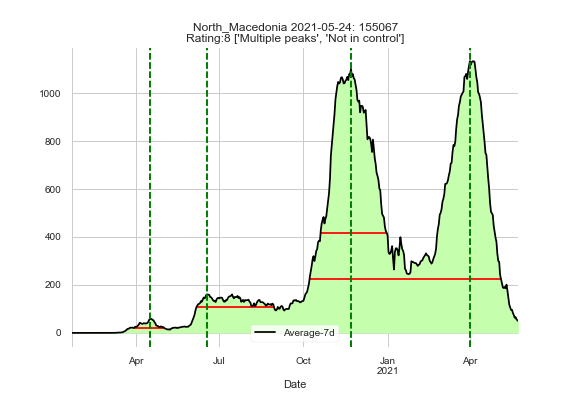 North_Macedonia 2021-05-24: 155067
Rating:8 ['Multiple peaks', 'Not in control']
1000
800
600
400
200
0
Average-7d
Apr Jul Oct Jan Apr
2021
Date